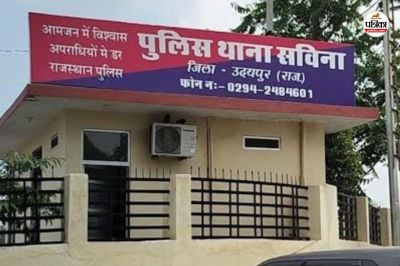 आमजन में विश्वास
अपराधियों मे डर
राजस्थान पुलिस
पुलिस थाना सविना
जिला - उदयपुर (राज.)
फोन नः-0294-2484601
पत्रिका